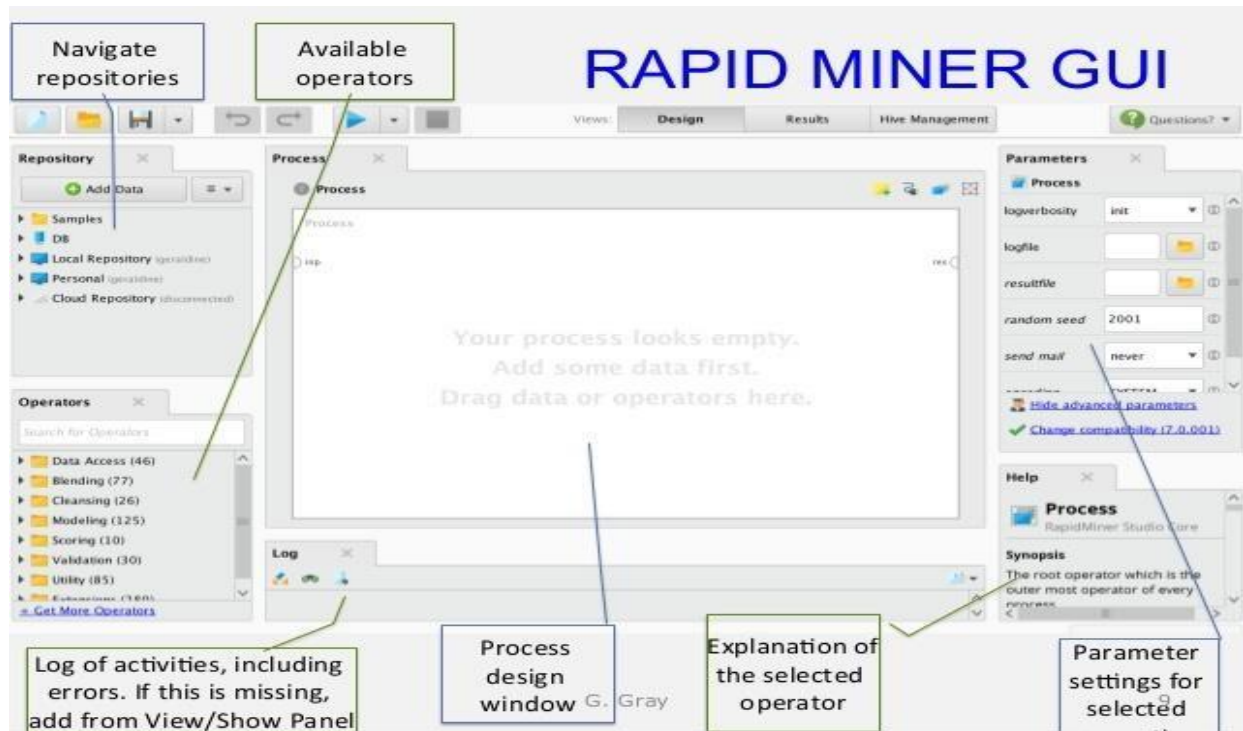 Navigate
repositories
Available
operators
RAPID MINER GUI
Views:
Design
Results
Hive Management
Questions?
Repository
Add Data
Samples
DB
Local Repository (geraldine)
Personal (geraldine)
Cloud Repository (disconnected)
Process
Process
Process
inp
res
Your process looks empty.
Add some data first.
Drag data or operators here.
Parameters
Process
logverbosity
init
logfile
resultfile
random seed
2001
send mail
never
Hide advanced parameters
Change compatibility (7.0.001)
Operators
Search for Operators
Data Access (46)
Blending (77)
Cleansing (26)
Modeling (125)
Scoring (10)
Validation (30)
Utility (85)
Get More Operators
Log
Help
Process
RapidMiner Studio Core
Synopsis
The root operator which is the
outer most operator of every
process
Log of activities, including
errors. If this is missing,
add from View/Show Panel
Process
design
window
G. Gray
Explanation of
the selected
operator
Parameter
settings for
selected
9